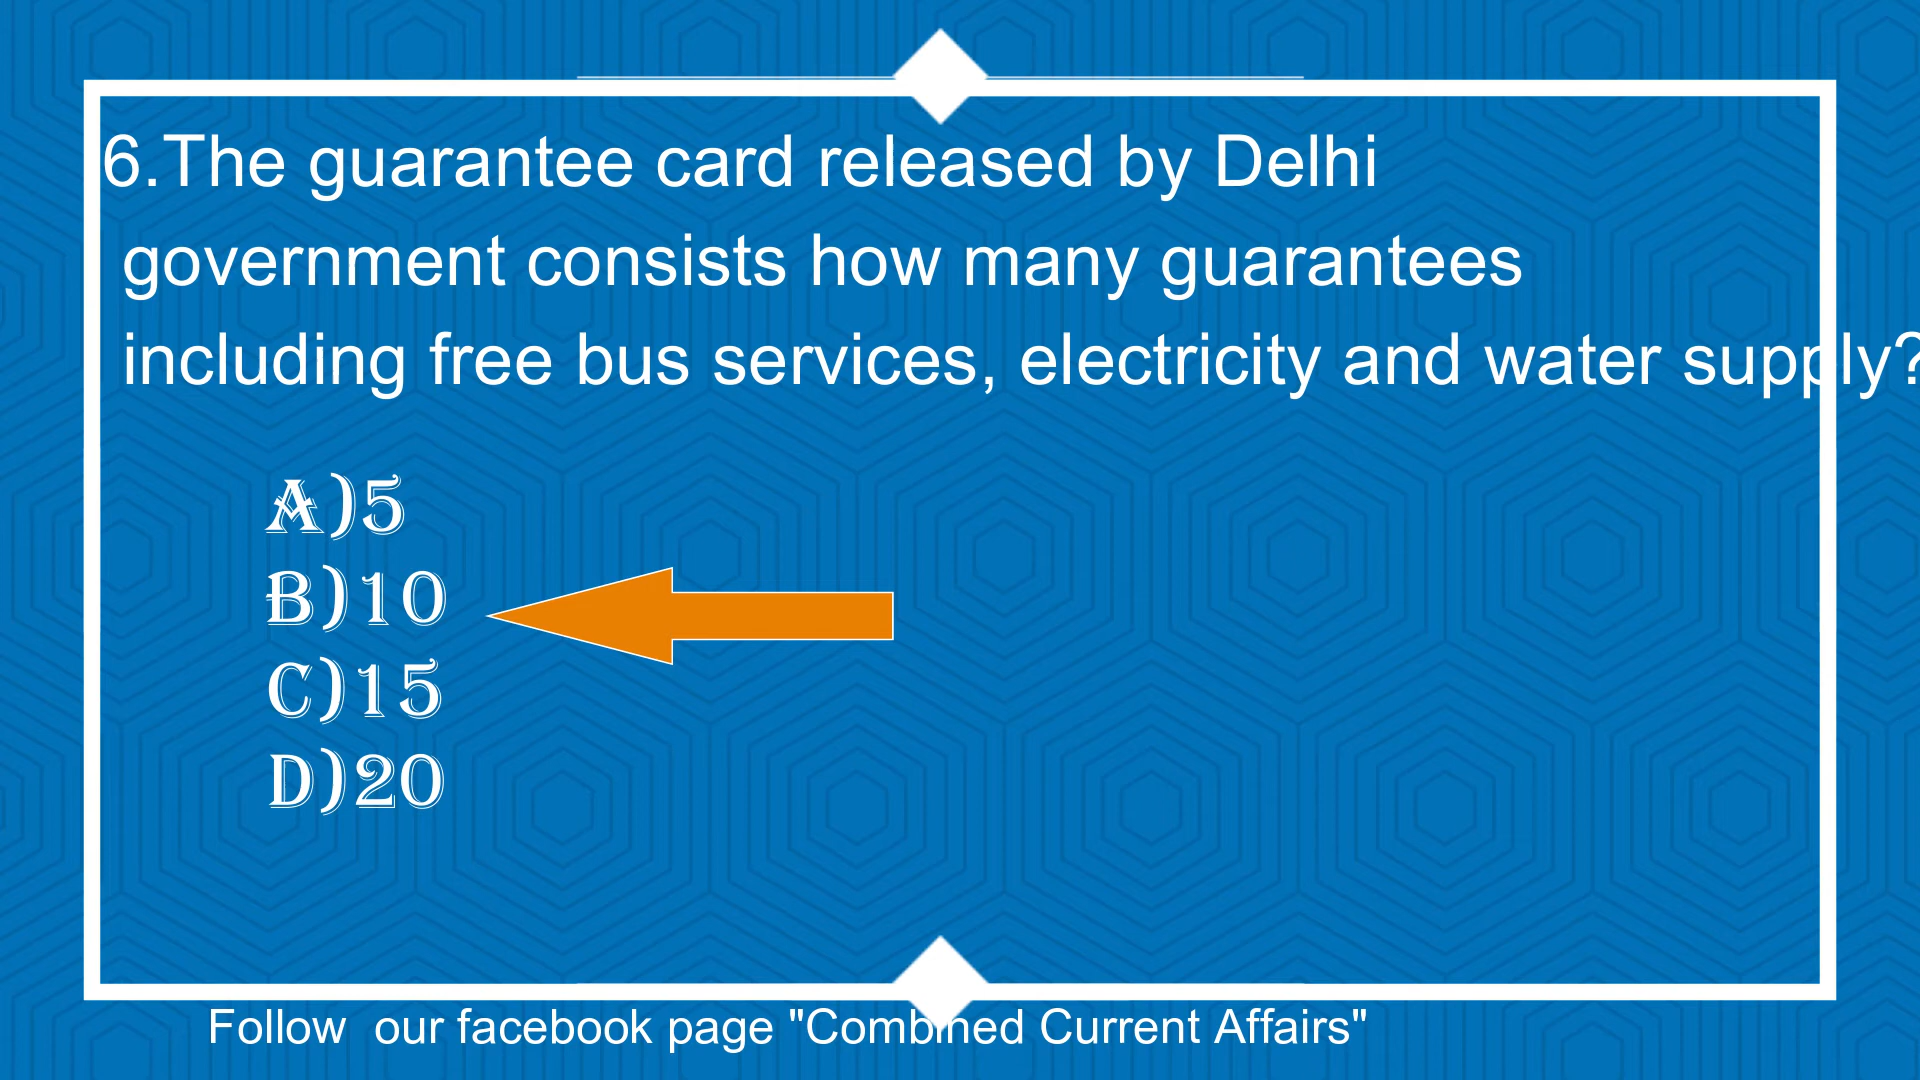 6.The guarantee card released by Delhi
government consists how many guarantees
including free bus services, electricity and water supply?
A)5
B)10
C)15
D)20
Follow our facebook page "Combined Current Affairs"